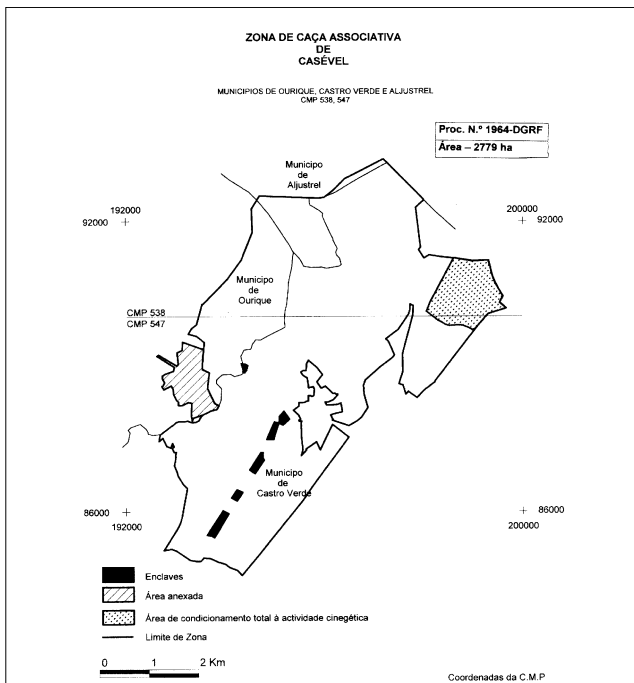 ZONA DE CAÇA ASSOCIATIVA
DE
CASÉVEL
MUNICIPIOS DE OURIQUE, CASTRO VERDE E ALJUSTREL
CMP 538, 547
Proc. N.º 1964-DGRF
Área – 2779 ha
Municipo
de
Aljustrel
192000
92000
200000
92000
Municipo
de
Ourique
CMP 538
CMP 547
Municipo
de
Castro Verde
86000
192000
86000
200000
Enclaves
Área anexada
Área de condicionamento total à actividade cinegética
Limite de Zona
0 1 2 Km
Coordenadas da C.M.P